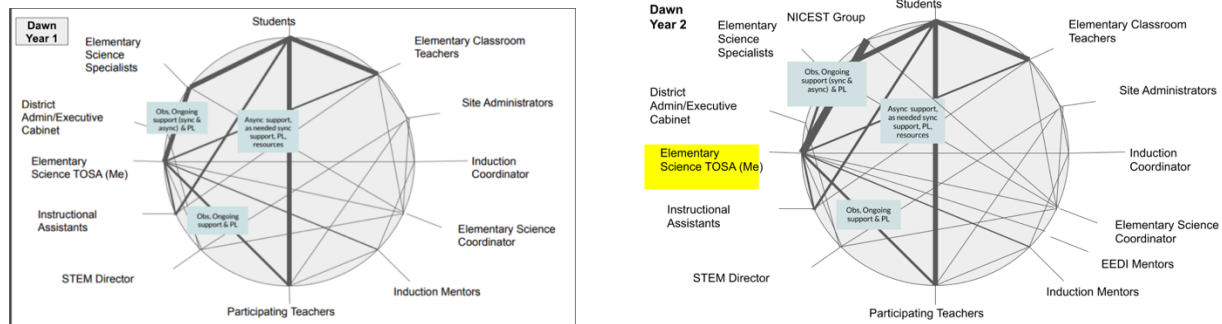 Dawn
Year 1
Students
Elementary
Science
Specialists
Elementary Classroom
Teachers
District
Admin/Executive
Cabinet
Obs, Ongoing
support (sync &
async) & PL
Async support,
as needed sync
support, PL,
resources
Site Administrators
Elementary
Science TOSA (Me)
Induction
Coordinator
Instructional
Assistants
Obs, Ongoing
support & PL
Elementary Science
Coordinator
STEM Director
Induction Mentors
Participating Teachers
Dawn
Year 2
Students
NICEST Group
Elementary
Science
Specialists
Elementary Classroom
Teachers
Obs, Ongoing
support (sync &
async) & PL
District
Admin/Executive
Cabinet
Async support,
as needed sync
support, PL,
resources
Site Administrators
Elementary
Science TOSA (Me)
Induction
Coordinator
Instructional
Assistants
Obs, Ongoing
support & PL
Elementary Science
Coordinator
EEDI Mentors
STEM Director
Induction Mentors
Participating Teachers